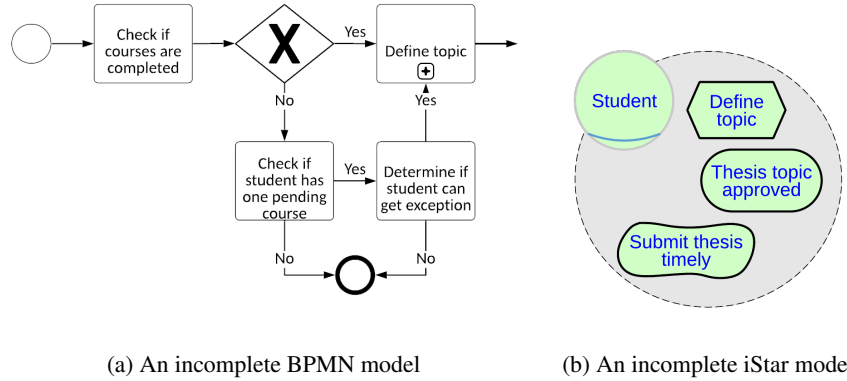 Check if
courses are
completed
Yes
Define topic
No
Yes
Check if
student has
one pending
course
Yes
Determine if
student can
get exception
No
No
Student
Define
topic
Thesis topic
approved
Submit thesis
timely
(a) An incomplete BPMN model
(b) An incomplete iStar mode